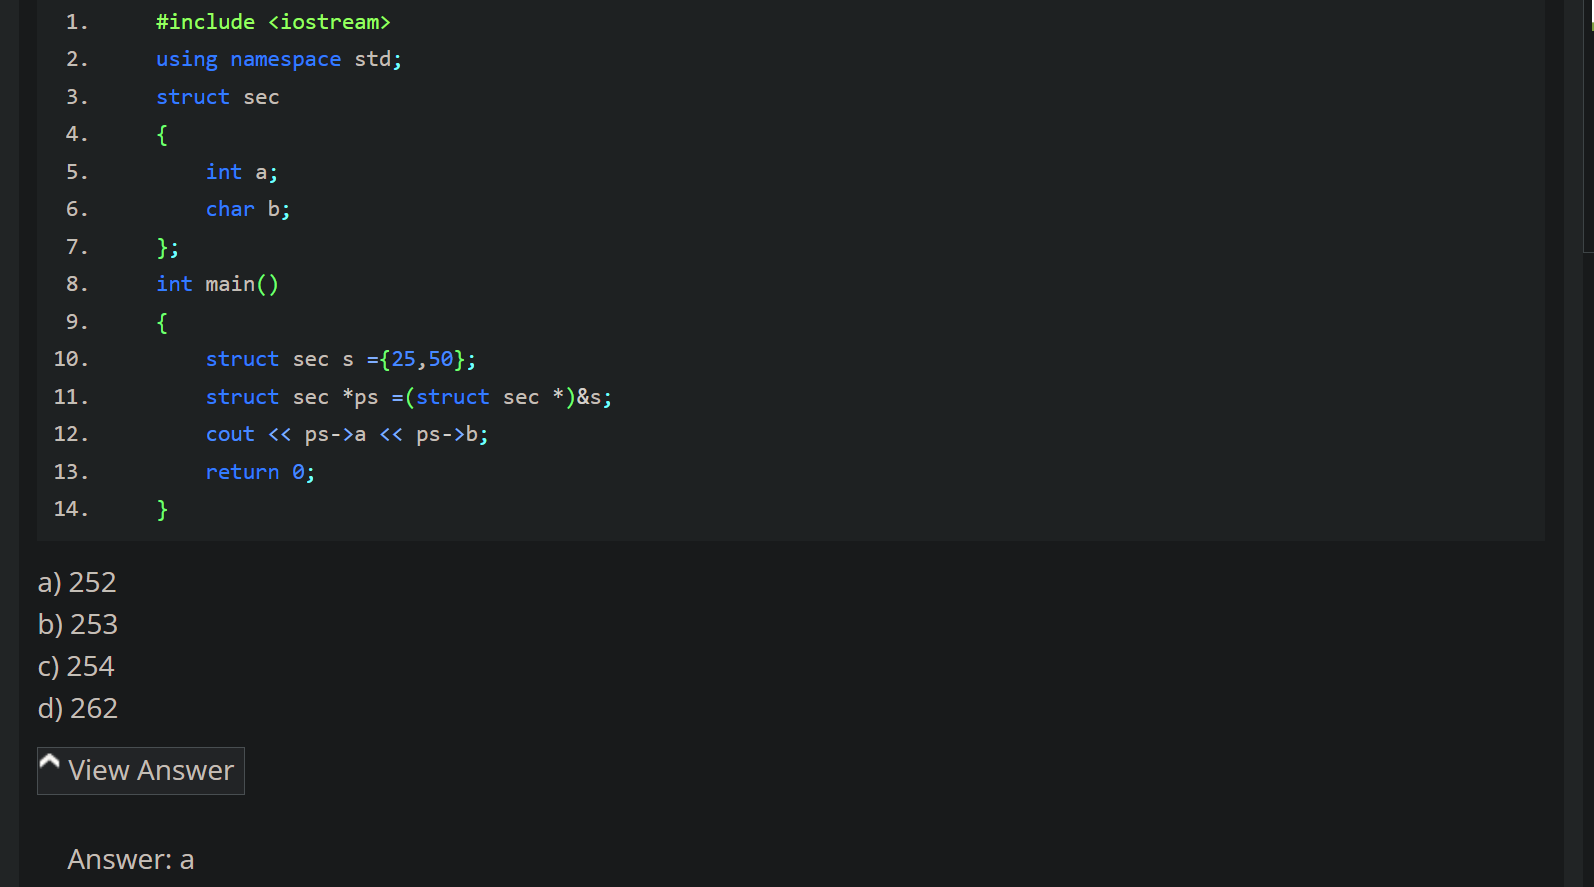 1. #include <iostream>
2. using namespace std;
3. struct sec
4. {
5. int a;
6. char b;
7. };
8. int main()
9. {
10. struct sec s ={25,50};
11. struct sec *ps =(struct sec *)&s;
12. cout << ps->a << ps->b;
13. return 0;
14. }
a) 252
b) 253
c) 254
d) 262
View Answer
Answer: a